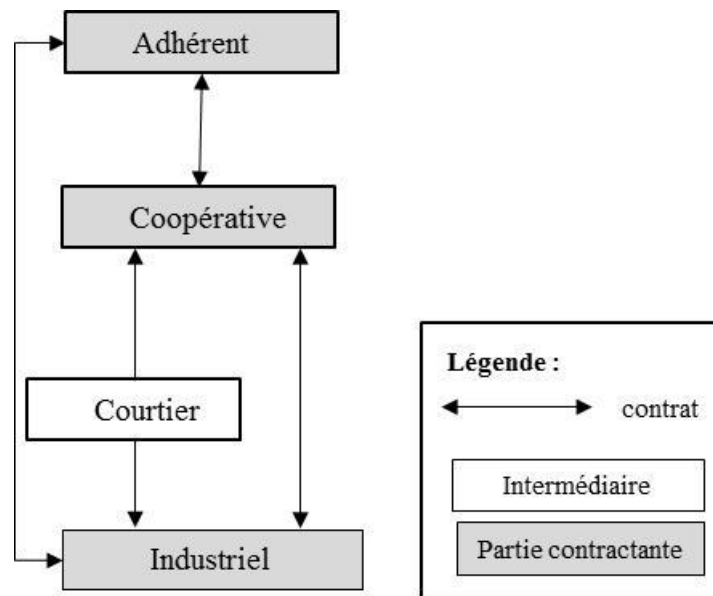 Adhérent
Coopérative
Courtier
Industriel
Légende :
contrat
Intermédiaire
Partie contractante